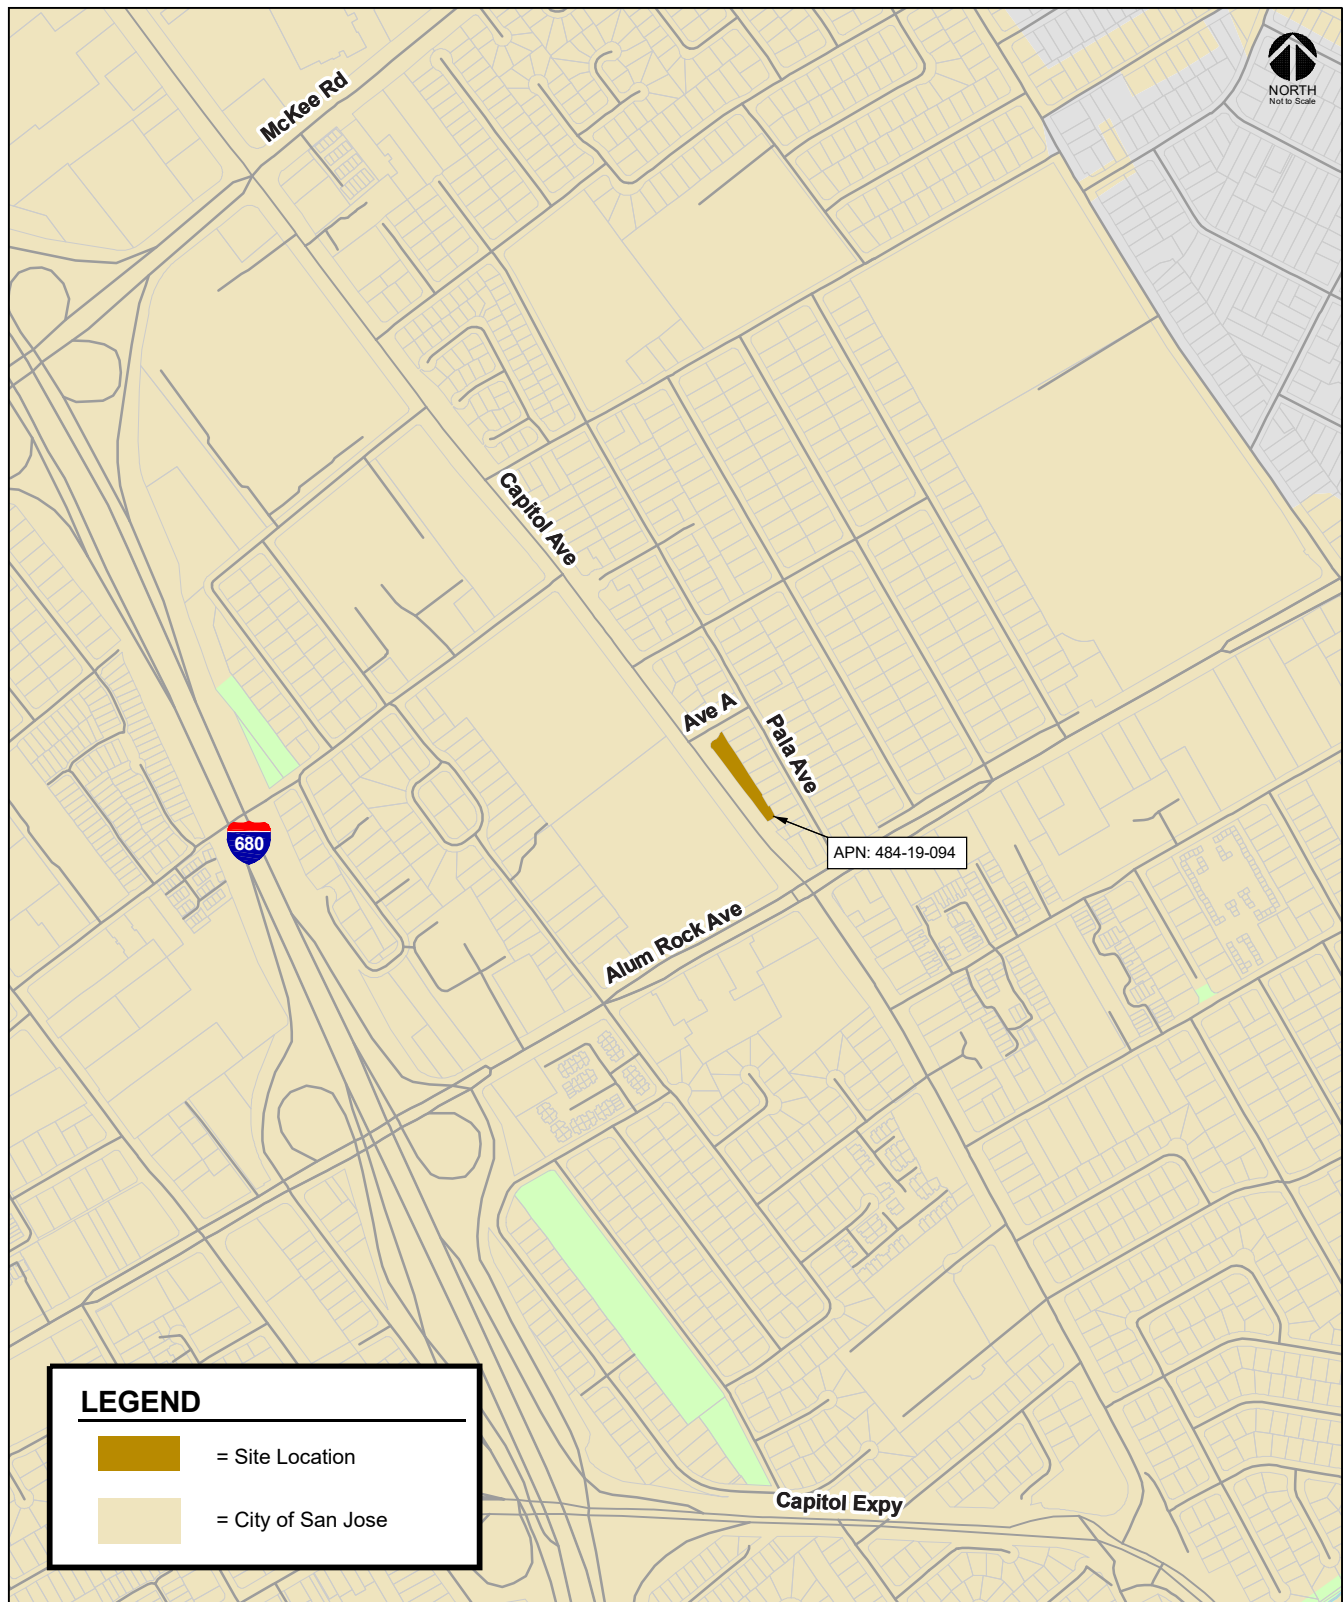 McKee Rd
NORTH
Not to Scale
Capitol Ave
Ave A
Pala Ave
680
APN: 484-19-094
Alum Rock Ave
LEGEND
= Site Location
= City of San Jose
Capitol Expy